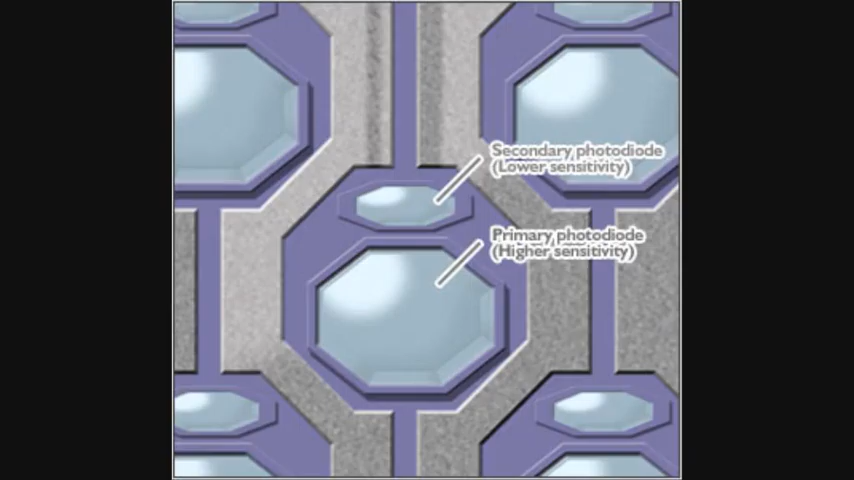 Secondary photodiode
(Lower sensitivity)
Primary photodiode
(Higher sensitivity)